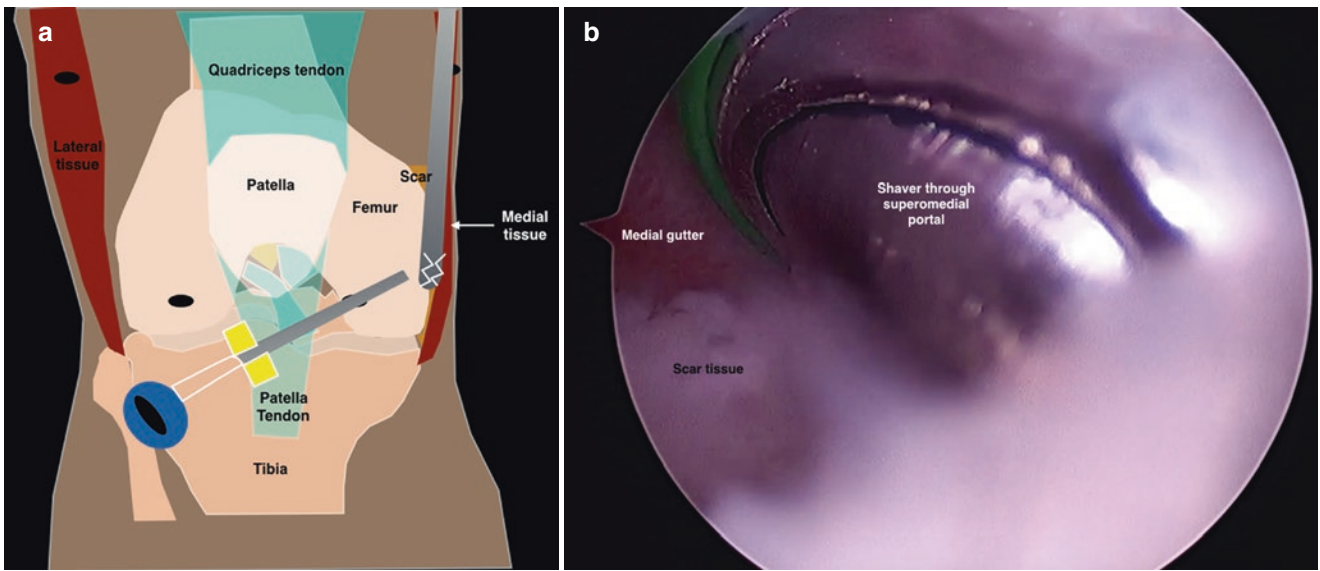 a
Quadriceps tendon
Lateral
tissue
Patella
Scar
Femur
Medial
tissue
Patella
Tendon
Tibia
b
Shaver through
superomedial
portal
Medial gutter
Scar tissue